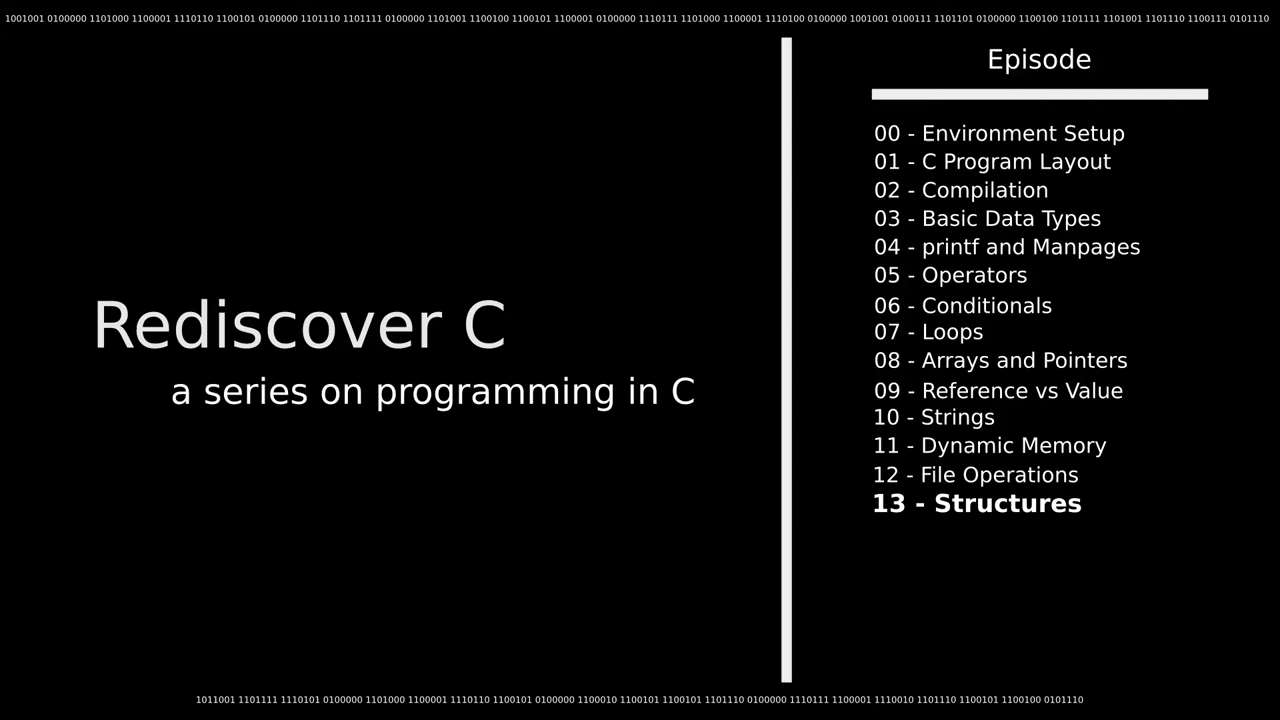 1001001 0100000 1101000 1100001 1110110 1100101 0100000 1101110 1101111 0100000 1101001 1100100 1100101 1100001 0100000 1110111 1101000 1100001 1110100 0100000 1001001 0100111 1101101 0100000 1100100 1101111 1101001 1101110 1100111 0101110
Rediscover C
a series on programming in C
Episode
00 - Environment Setup
01 - C Program Layout
02 - Compilation
03 - Basic Data Types
04 - printf and Manpages
05 - Operators
06 - Conditionals
07 - Loops
08 - Arrays and Pointers
09 - Reference vs Value
10 - Strings
11 - Dynamic Memory
12 - File Operations
13 - Structures
1011001 1101111 1110101 0100000 1101000 1100001 1110110 1100101 0100000 1100010 1100101 1100101 1101110 0100000 1110111 1100001 1110010 1101110 1100101 1100100 0101110